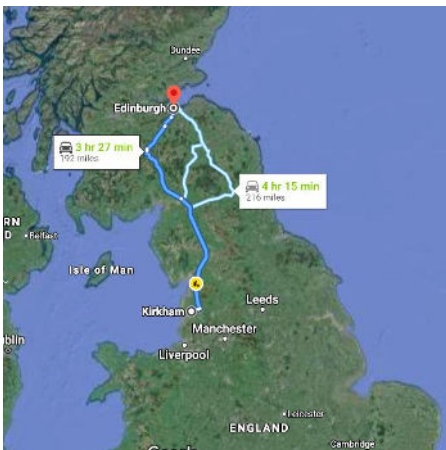 Dundee
Edinburgh
3 hr 27 min
192 miles
4 hr 15 min
216 miles
Belfast
Isle of Man
Kirkham
Leeds
Manchester
Liverpool
Leicester
ENGLAND
Cambridge